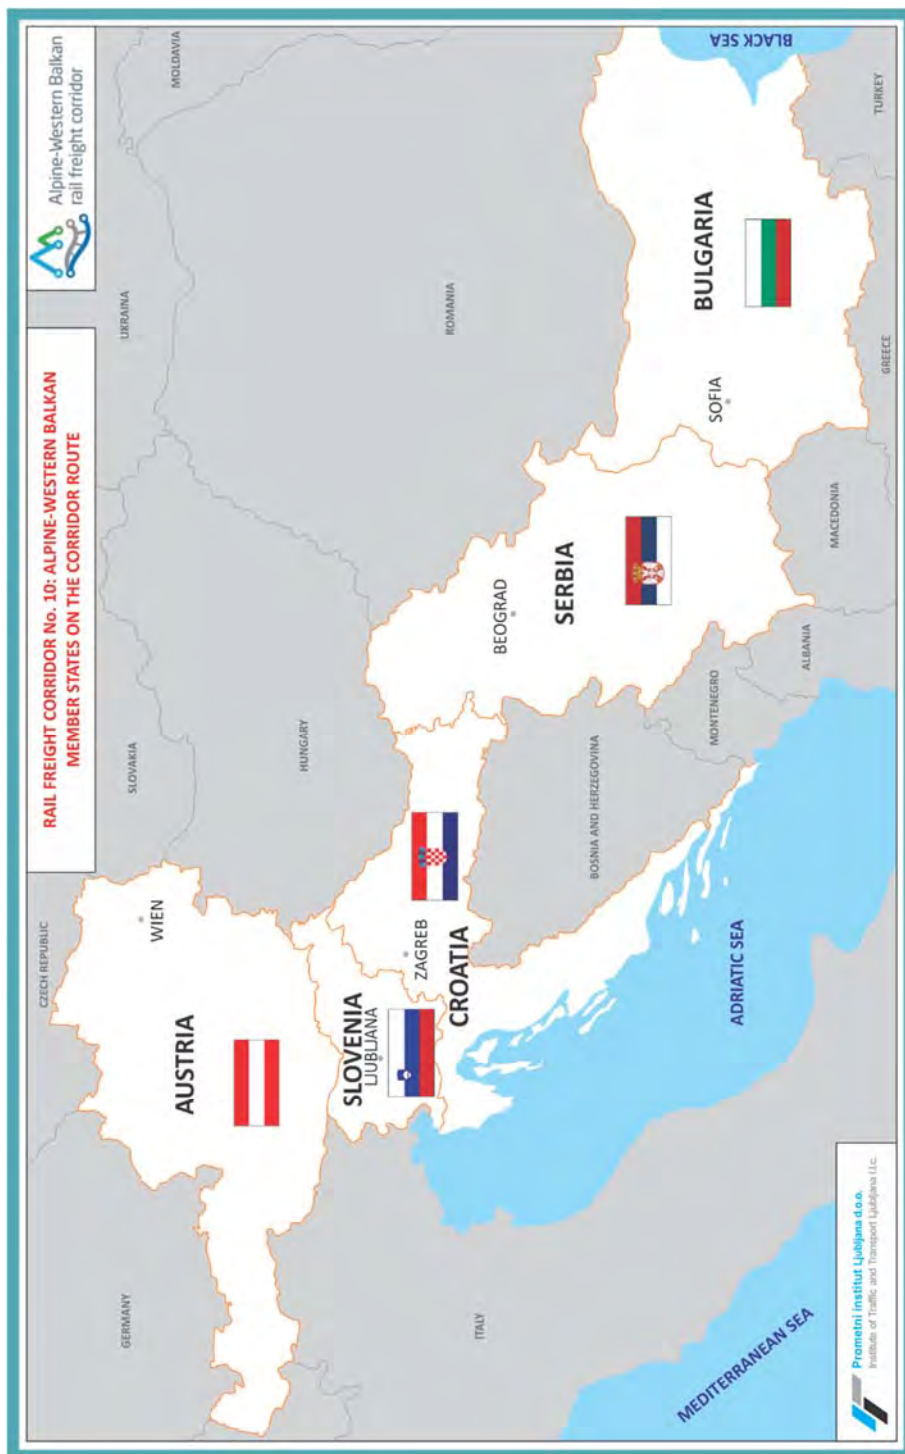 RAIL FREIGHT CORRIDOR No. 10: ALPINE-WESTERN BALKAN
MEMBER STATES ON THE CORRIDOR ROUTE
Alpine-Western Balkan
rail freight corridor
CZECH REPUBLIC
SLOVAKIA
UKRAINA
MOLDAVIA
GERMANY
WIEN
AUSTRIA
HUNGARY
ROMANIA
SLOVENIA
LJUBLJANA
ZAGREB
CROATIA
BEOGRAD
SERBIA
ITALY
BOSNIA AND HERZEGOVINA
SOFIA
BULGARIA
BLACK SEA
MONTENEGRO
ADRIATIC SEA
ALBANIA
MACEDONIA
GREECE
TURKEY
MEDITERRANEAN SEA
Prometni institut Ljubljana d.o.o.
Institute of Traffic and Transport Ljubljana l.l.c.